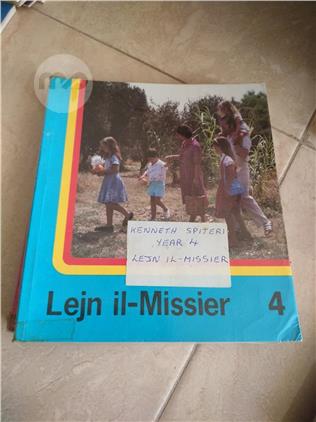 KENNETH SPITERI
YEAR 4
LEJN IL-MISSIER
Lejn il-Missier 4